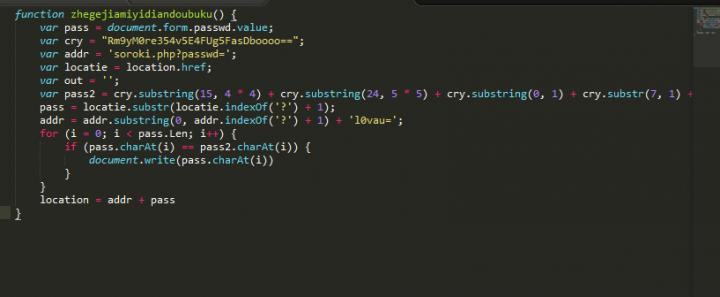 function zhegejiamiyidiandoubuku() {
var pass = document.form.passwd.value;
var cry = "Rm9yM0re354v5E4FUg5FasDboooo==";
var addr = 'soroki.php?passwd=';
var locatie = location.href;
var out = '';
var pass2 = cry.substring(15, 4 * 4) + cry.substring(24, 5 * 5) + cry.substring(0, 1) + cry.substr(7, 1) +
pass = locatie.substr(locatie.indexOf('?') + 1);
addr = addr.substring(0, addr.indexOf('?') + 1) + 'l0vau=';
for (i = 0; i < pass.Len; i++) {
if (pass.charAt(i) == pass2.charAt(i)) {
document.write(pass.charAt(i))
}
}
location = addr + pass
}